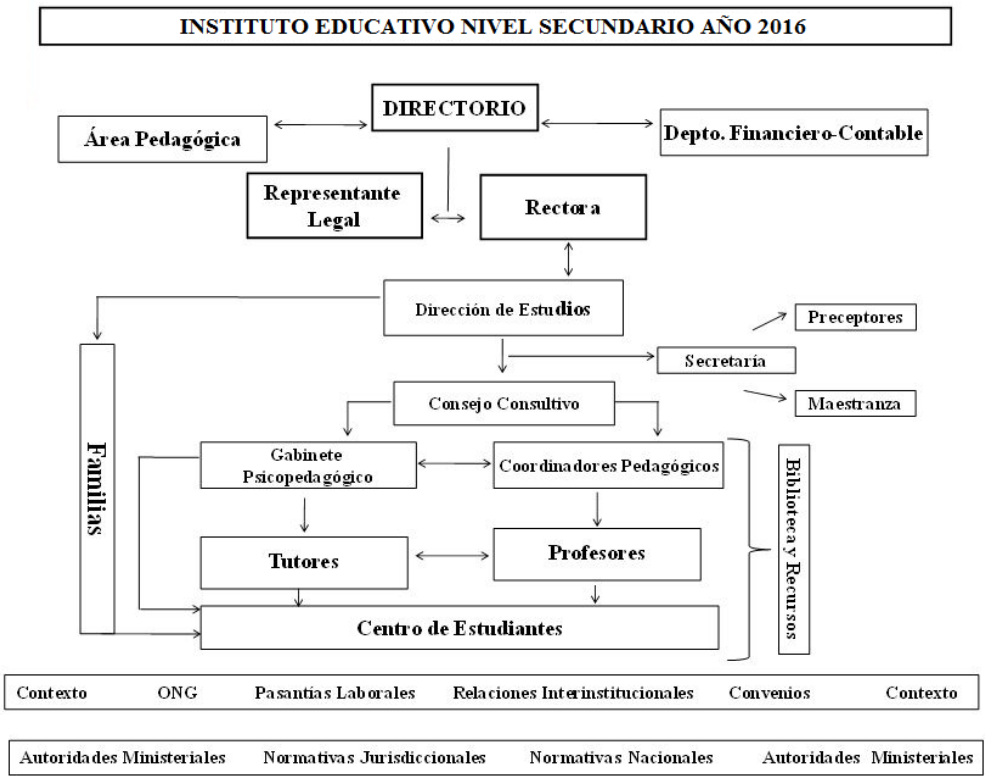 INSTITUTO EDUCATIVO NIVEL SECUNDARIO AÑO 2016
DIRECTORIO
Área Pedagógica
Depto. Financiero-Contable
Representante
Legal
Rectora
Dirección de Estudios
Preceptores
Secretaría
Maestranza
Consejo Consultivo
Familias
Gabinete
Psicopedagógico
Coordinadores Pedagógicos
Biblioteca y Recursos
Tutores
Profesores
Centro de Estudiantes
Contexto ONG Pasantías Laborales Relaciones Interinstitucionales Convenios Contexto
Autoridades Ministeriales Normativas Jurisdiccionales Normativas Nacionales Autoridades Ministeriales